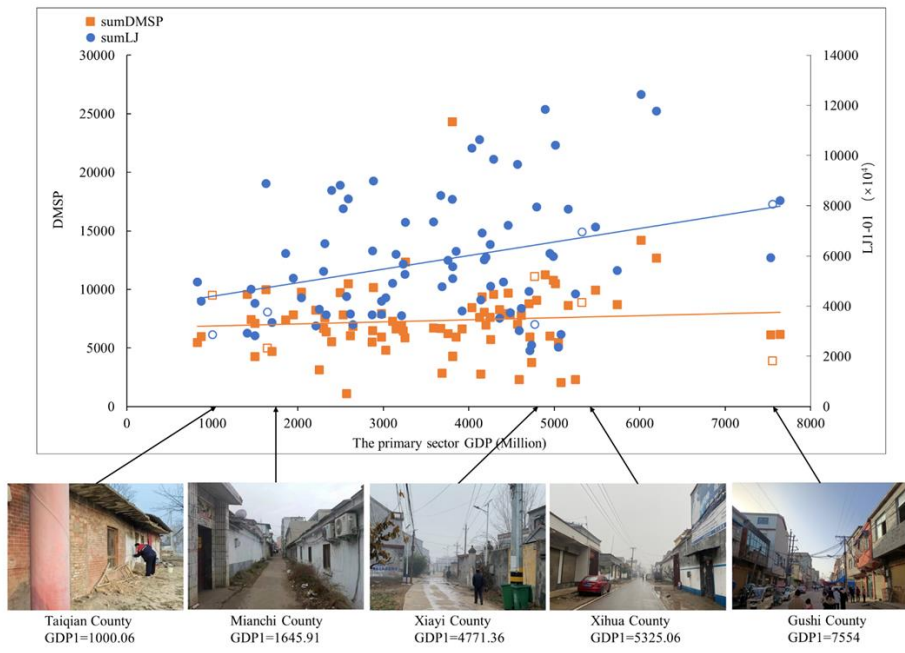 sumDMSP
sumLJ
30000
25000
20000
15000
10000
5000
0
DMSP
14000
12000
10000
8000
6000
4000
2000
0
LJ1-01 (×10⁴)
0
1000
2000
3000
4000
5000
6000
7000
8000
The primary sector GDP (Million)
Taiqian County
GDP1=1000.06
Mianchi County
GDP1=1645.91
Xiayi County
GDP1=4771.36
Xihua County
GDP1=5325.06
Gushi County
GDP1=7554